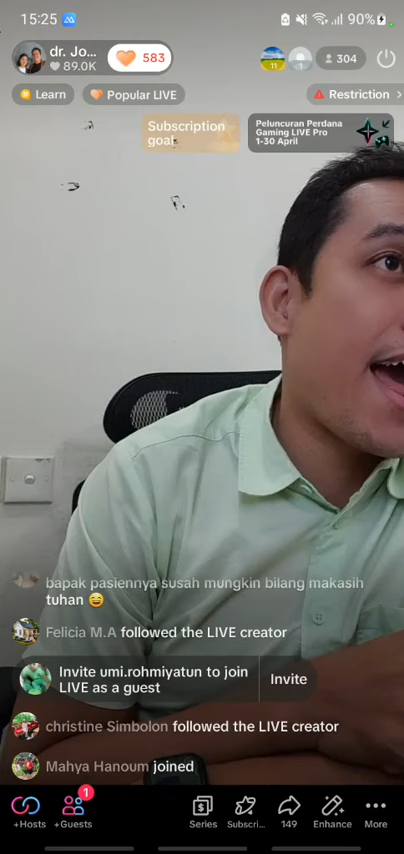 15:25
90%
dr. Jo...
89.0K
583
11
304
Learn
Popular LIVE
Restriction
Subscription
goal
Peluncuran Perdana
Gaming LIVE Pro
1-30 April
bapak pasiennya susah mungkin bilang makasih
tuhan 😄
Felicia M.A followed the LIVE creator
Invite umi.rohmiyatun to join
LIVE as a guest
Invite
christine Simbolon followed the LIVE creator
Mahya Hanoum joined
1
+Hosts
+Guests
Series
Subscri...
149
Enhance
More